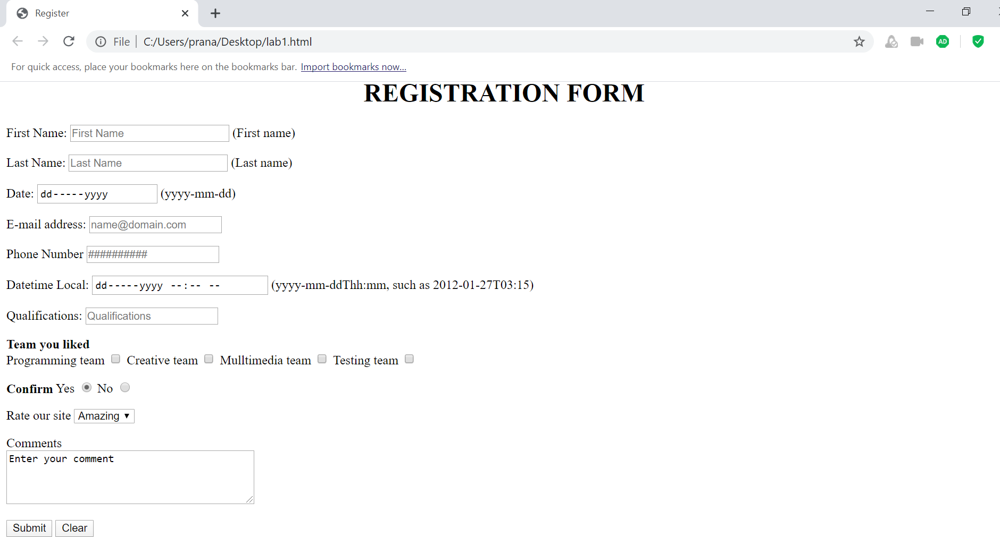 Register
File C:/Users/prana/Desktop/lab1.html AD
For quick access, place your bookmarks here on the bookmarks bar. Import bookmarks now...
REGISTRATION FORM
First Name: First Name (First name)
Last Name: Last Name (Last name)
Date: dd-----yyyy (yyyy-mm-dd)
E-mail address: name@domain.com
Phone Number ##########
Datetime Local: dd-----yyyy --:-- -- (yyyy-mm-ddThh:mm, such as 2012-01-27T03:15)
Qualifications: Qualifications
Team you liked
Programming team Creative team Mulltimedia team Testing team
Confirm Yes No
Rate our site Amazing
Comments
Enter your comment
Submit Clear